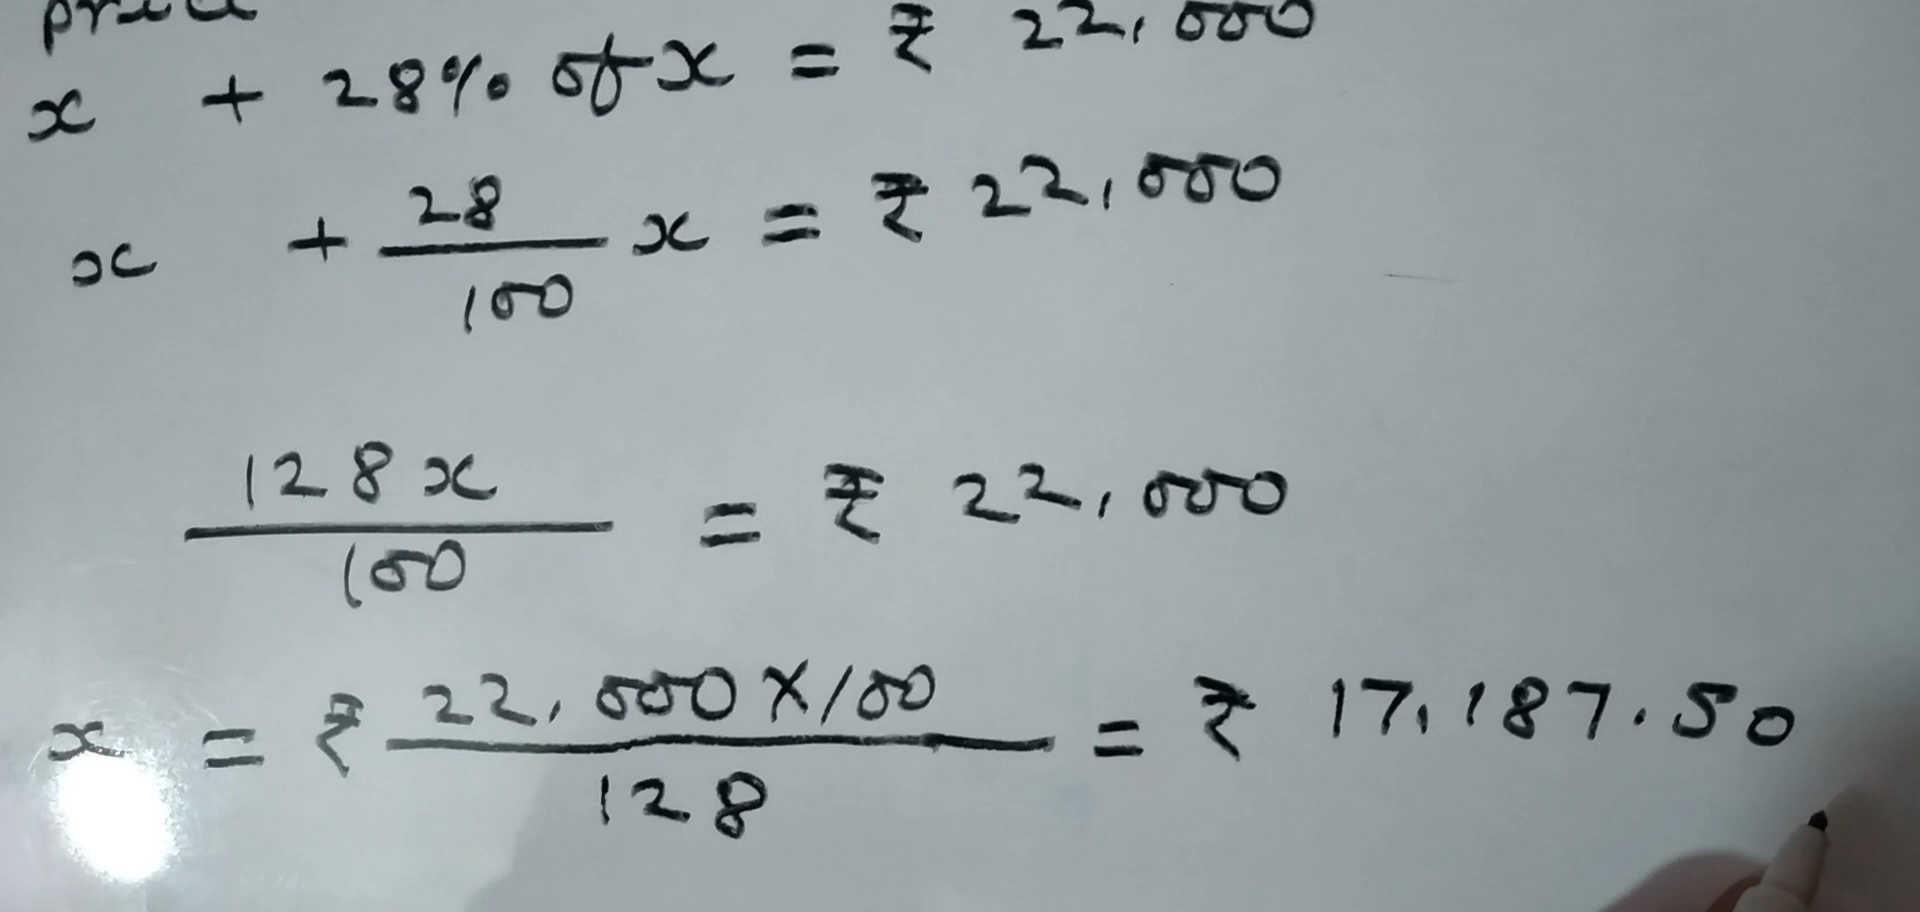 x + 28% of x = ₹ 22,000
x + 28/100 x = ₹ 22,000
128x/100 = ₹ 22,000
x = ₹ 22,000 X 100/128 = ₹ 17,187.50